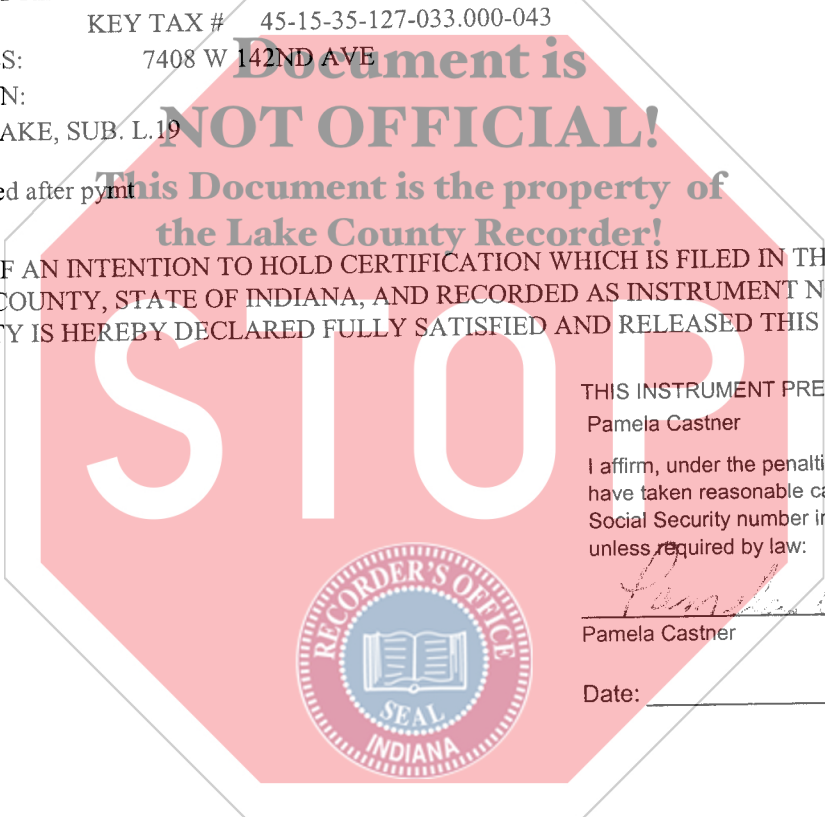 KEY TAX # 45-15-35-127-033.000-043
S: 7408 W 142ND AVE
Document is
N:
NOT OFFICIAL!
AKE, SUB. L.19
ed after pymt
This Document is the property of
the Lake County Recorder!
F AN INTENTION TO HOLD CERTIFICATION WHICH IS FILED IN TH
COUNTY, STATE OF INDIANA, AND RECORDED AS INSTRUMENT N
TY IS HEREBY DECLARED FULLY SATISFIED AND RELEASED THIS
STOP
THIS INSTRUMENT PRE
Pamela Castner
I affirm, under the penalti
have taken reasonable ca
Social Security number in
unless required by law:
Pamela
Pamela Castner
Date:
RECORDER'S OFFICE
SEAL
INDIANA